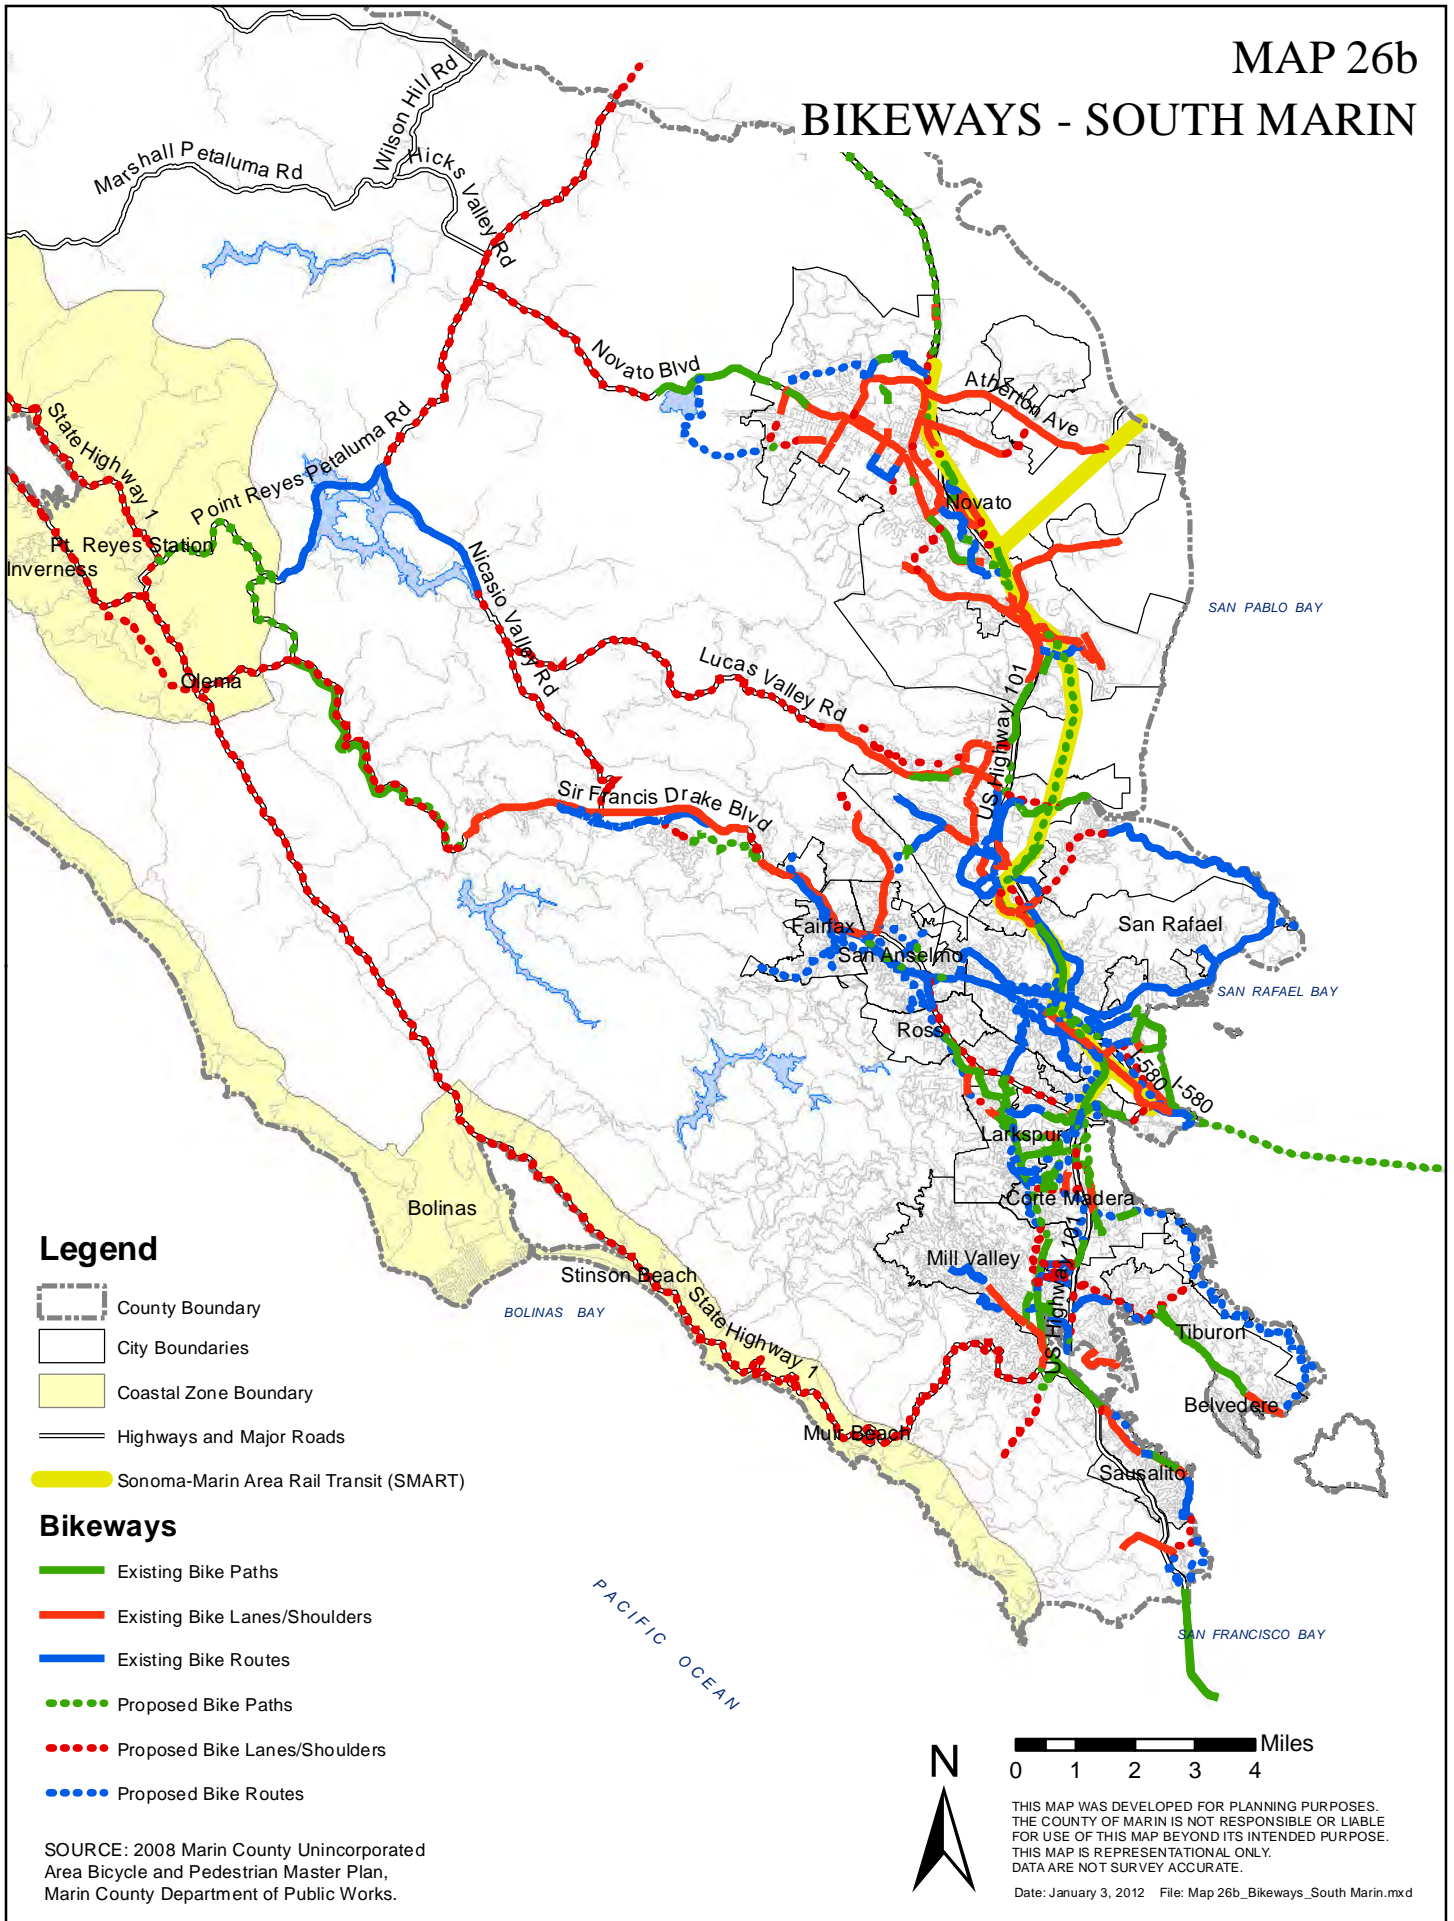 MAP 26b
BIKEWAYS - SOUTH MARIN
Wilson Hill Rd
Marshall Petaluma Rd
Hicks Valley Rd
Novato Blvd
Atherton Ave
State Highway 1
Point Reyes Petaluma Rd
Novato
Pt. Reyes Station
Inverness
Nicasio Valley Rd
SAN PABLO BAY
Lucas Valley Rd
Olema
US Highway 101
Sir Francis Drake Blvd
Fairfax
San Rafael
San Anselmo
SAN RAFAEL BAY
Ross
I-580
I-580
Larkspur
Corte Madera
Bolinas
Mill Valley
US Highway 101
Stinson Beach
BOLINAS BAY
State Highway 1
Tiburon
Belvedere
Muir Beach
Sausalito
PACIFIC OCEAN
SAN FRANCISCO BAY
Legend
County Boundary
City Boundaries
Coastal Zone Boundary
Highways and Major Roads
Sonoma-Marin Area Rail Transit (SMART)
Bikeways
Existing Bike Paths
Existing Bike Lanes/Shoulders
Existing Bike Routes
Proposed Bike Paths
Proposed Bike Lanes/Shoulders
Proposed Bike Routes
SOURCE: 2008 Marin County Unincorporated
Area Bicycle and Pedestrian Master Plan,
Marin County Department of Public Works.
N
Miles
0 1 2 3 4
THIS MAP WAS DEVELOPED FOR PLANNING PURPOSES.
THE COUNTY OF MARIN IS NOT RESPONSIBLE OR LIABLE
FOR USE OF THIS MAP BEYOND ITS INTENDED PURPOSE.
THIS MAP IS REPRESENTATIONAL ONLY.
DATA ARE NOT SURVEY ACCURATE.
Date: January 3, 2012 File: Map 26b_Bikeways_South Marin.mxd